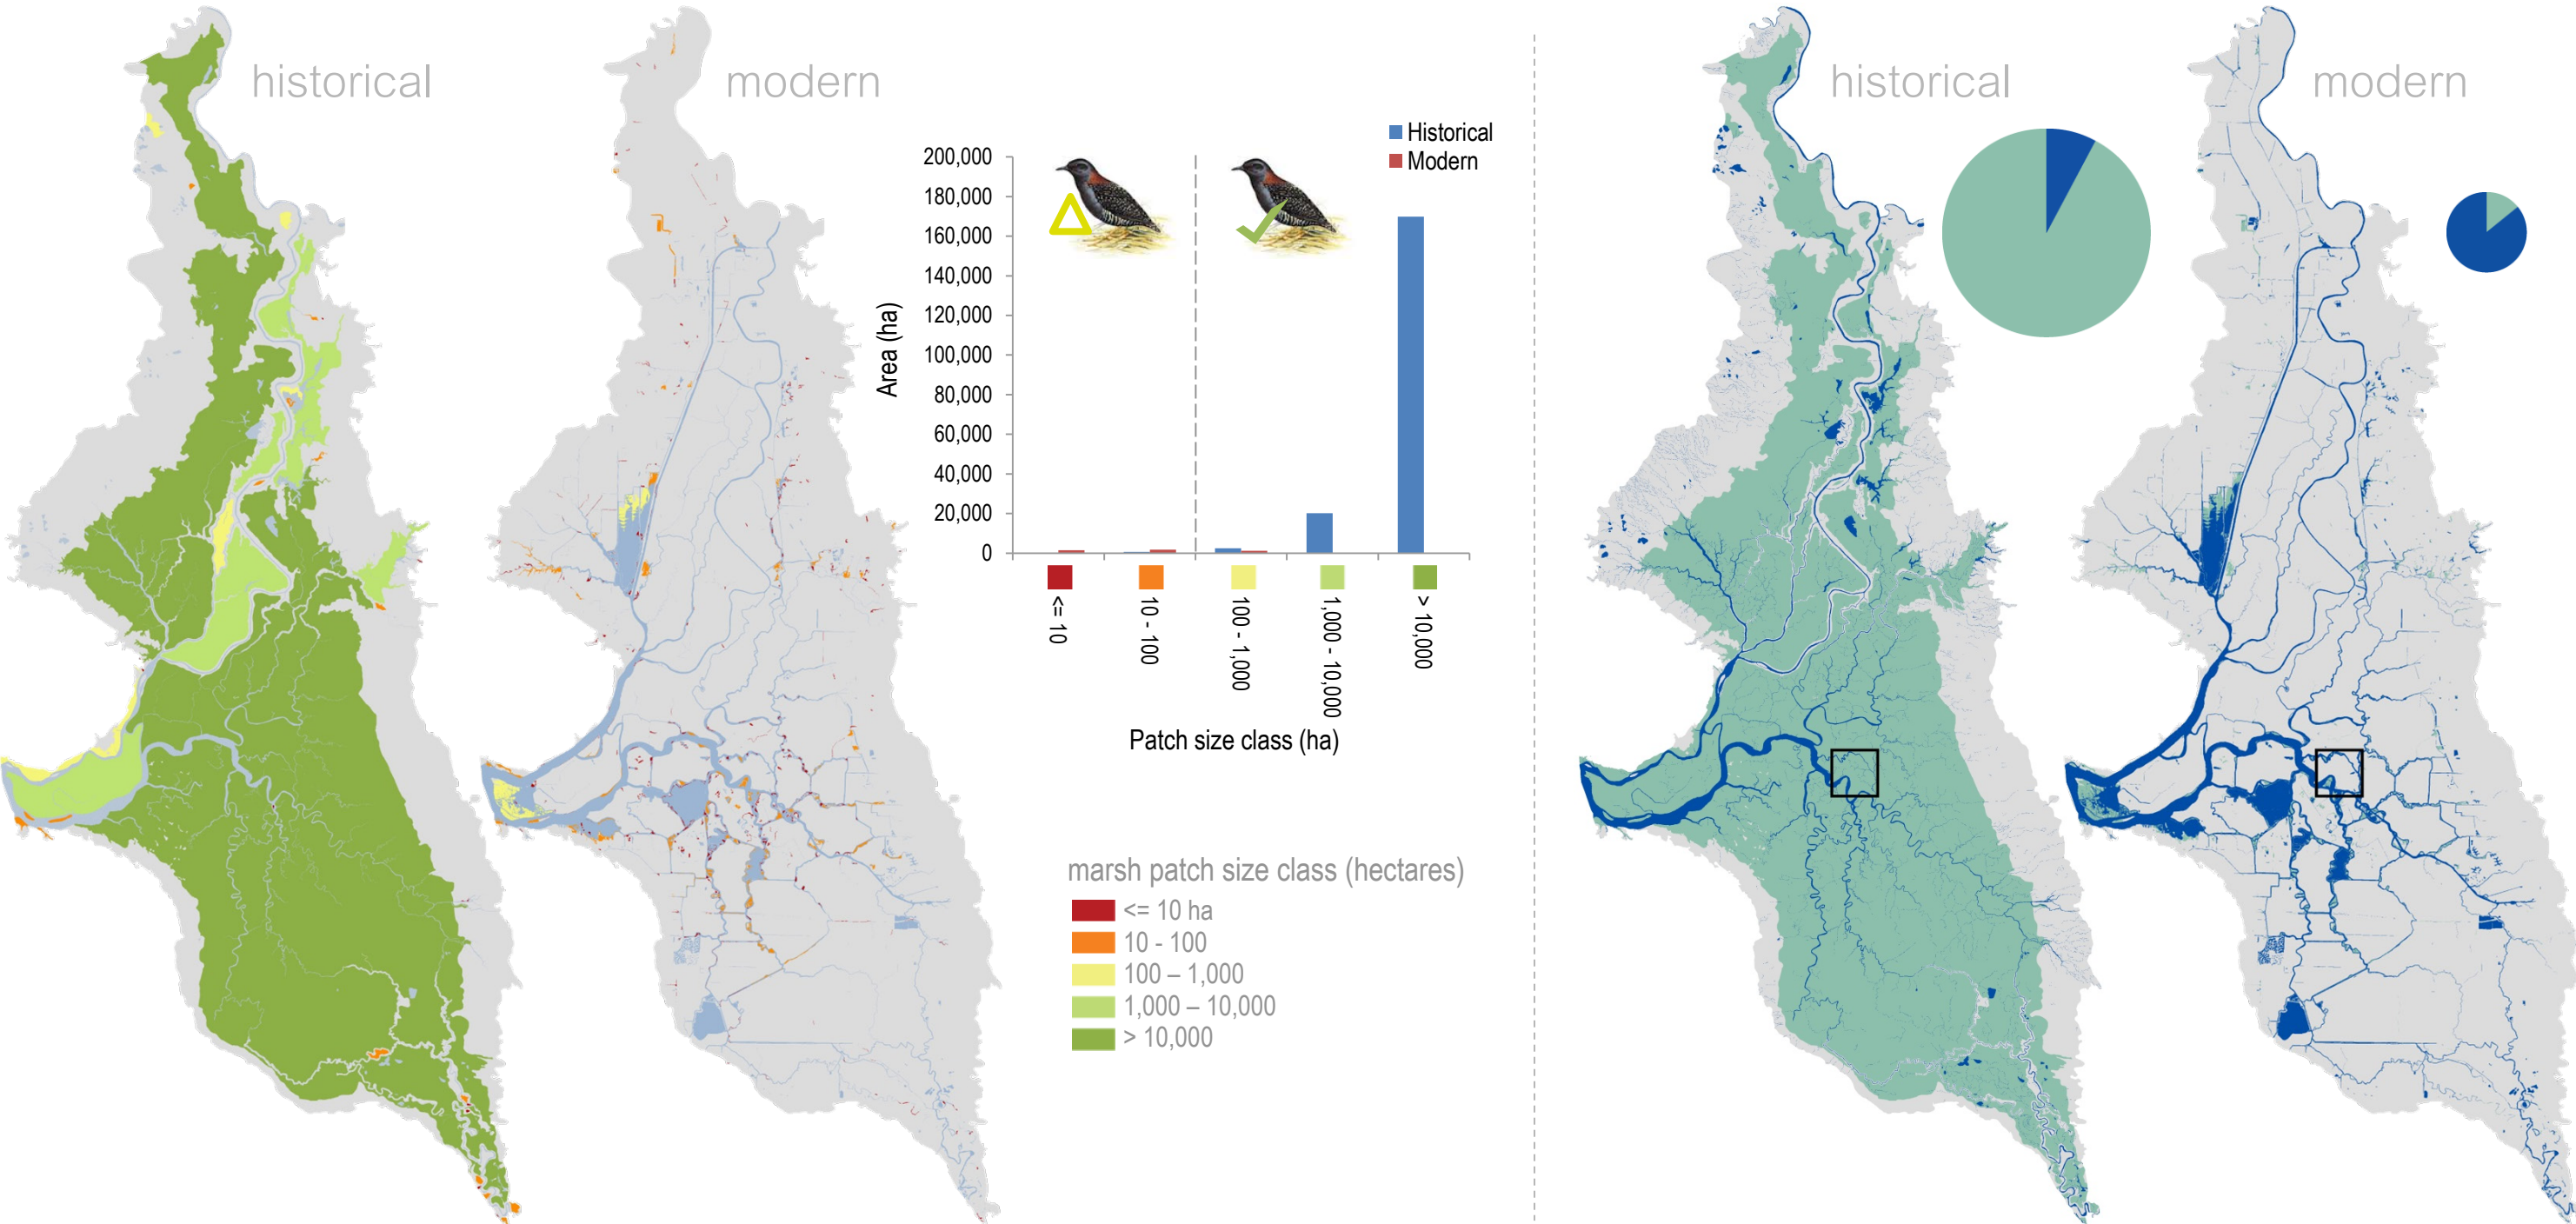 historical
modern
Historical
Modern
200,000
180,000
160,000
140,000
120,000
100,000
80,000
60,000
40,000
20,000
0
Area (ha)
<= 10
10 - 100
100 - 1,000
1,000 - 10,000
> 10,000
Patch size class (ha)
marsh patch size class (hectares)
<= 10 ha
10 - 100
100 – 1,000
1,000 – 10,000
> 10,000
historical
modern